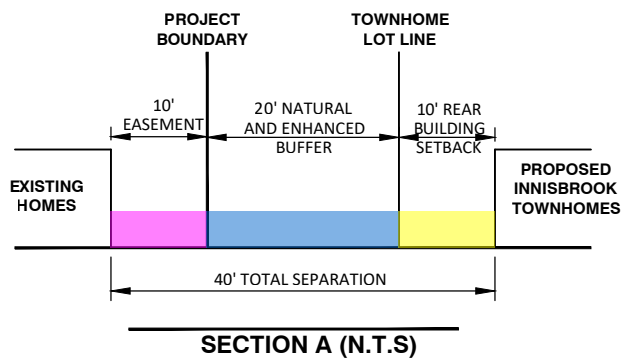 PROJECT
BOUNDARY
TOWNHOME
LOT LINE
10'
EASEMENT
20' NATURAL
AND ENHANCED
BUFFER
10' REAR
BUILDING
SETBACK
EXISTING
HOMES
PROPOSED
INNISBROOK
TOWNHOMES
40' TOTAL SEPARATION
SECTION A (N.T.S)